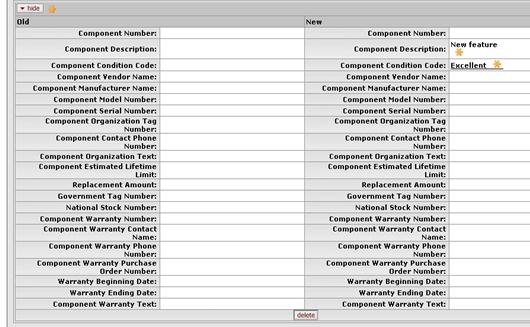 hide
Old New
Component Number: Component Number:
Component Description: Component Description: New feature
Component Condition Code: Component Condition Code: Excellent
Component Vendor Name: Component Vendor Name:
Component Manufacturer Name: Component Manufacturer Name:
Component Model Number: Component Model Number:
Component Serial Number: Component Serial Number:
Component Organization Tag Number: Component Organization Tag Number:
Component Contact Phone Number: Component Contact Phone Number:
Component Organization Text: Component Organization Text:
Component Estimated Lifetime Limit: Component Estimated Lifetime Limit:
Replacement Amount: Replacement Amount:
Government Tag Number: Government Tag Number:
National Stock Number: National Stock Number:
Component Warranty Number: Component Warranty Number:
Component Warranty Contact Name: Component Warranty Contact Name:
Component Warranty Phone Number: Component Warranty Phone Number:
Component Warranty Purchase Order Number: Component Warranty Purchase Order Number:
Warranty Beginning Date: Warranty Beginning Date:
Warranty Ending Date: Warranty Ending Date:
Component Warranty Text: Component Warranty Text:
delete